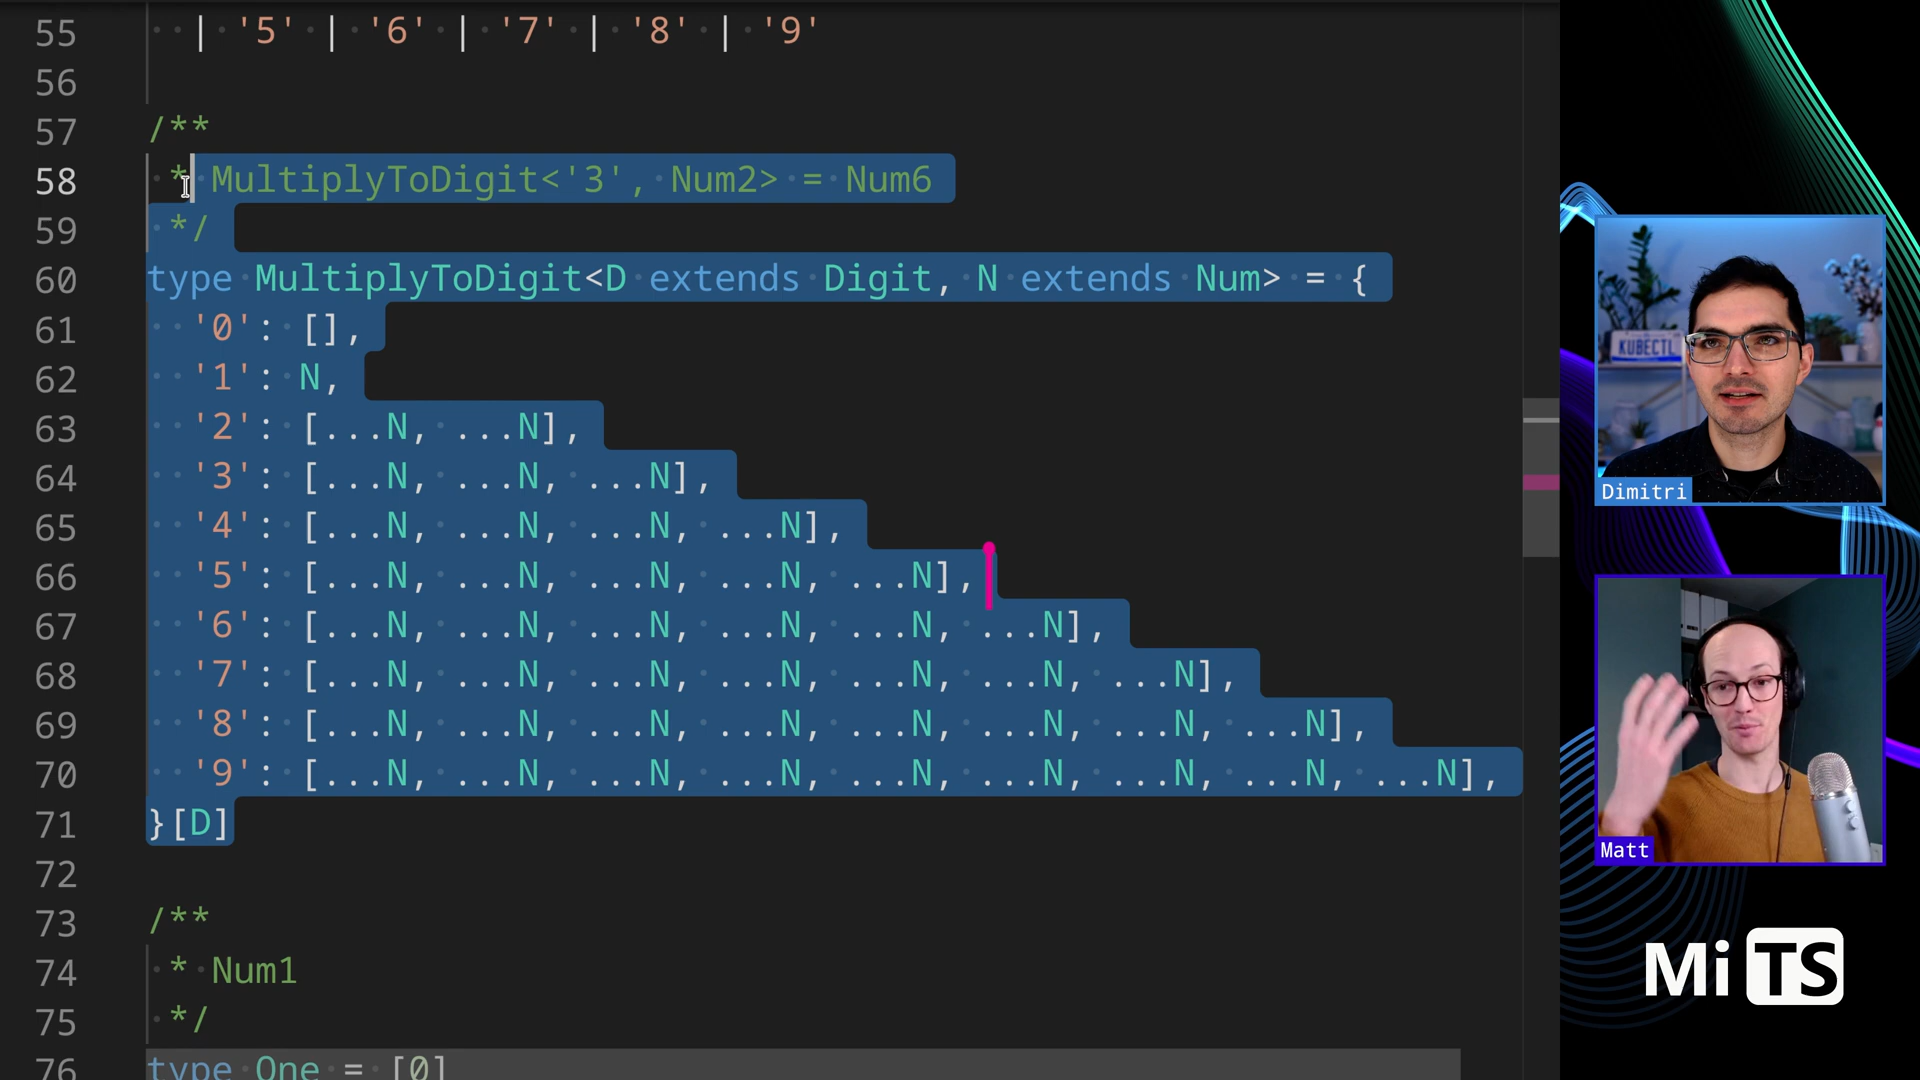 55 | '5' | '6' | '7' | '8' | '9'
56
57 /**
58  * MultiplyToDigit<'3', Num2> = Num6
59  */
60 type MultiplyToDigit<D extends Digit, N extends Num> = {
61   '0': [],
62   '1': N,
63   '2': [...N, ...N],
64   '3': [...N, ...N, ...N],
65   '4': [...N, ...N, ...N, ...N],
66   '5': [...N, ...N, ...N, ...N, ...N],
67   '6': [...N, ...N, ...N, ...N, ...N, ...N],
68   '7': [...N, ...N, ...N, ...N, ...N, ...N, ...N],
69   '8': [...N, ...N, ...N, ...N, ...N, ...N, ...N, ...N],
70   '9': [...N, ...N, ...N, ...N, ...N, ...N, ...N, ...N, ...N],
71 }[D]
72
73 /**
74  * Num1
75  */
76 type One = [0]
KUBECTL
Dimitri
Matt
Mi TS